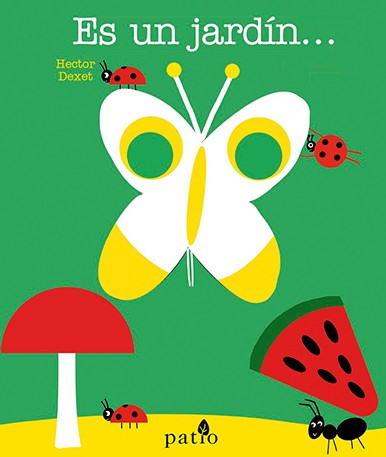 Es un jardín...
Hector
Dexet
patio